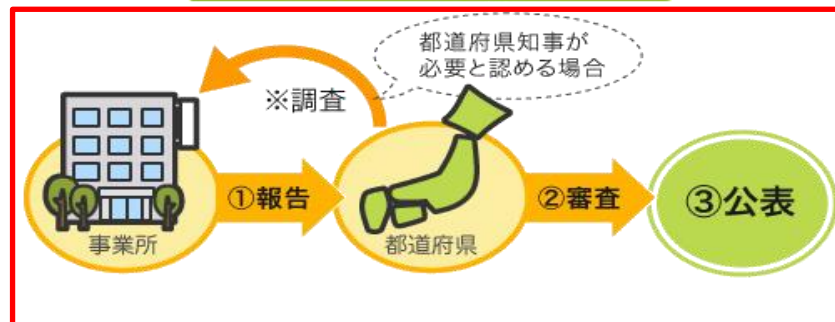 都道府県知事が
必要と認める場合
※調査
①報告
②審査
③公表
事業所
都道府県